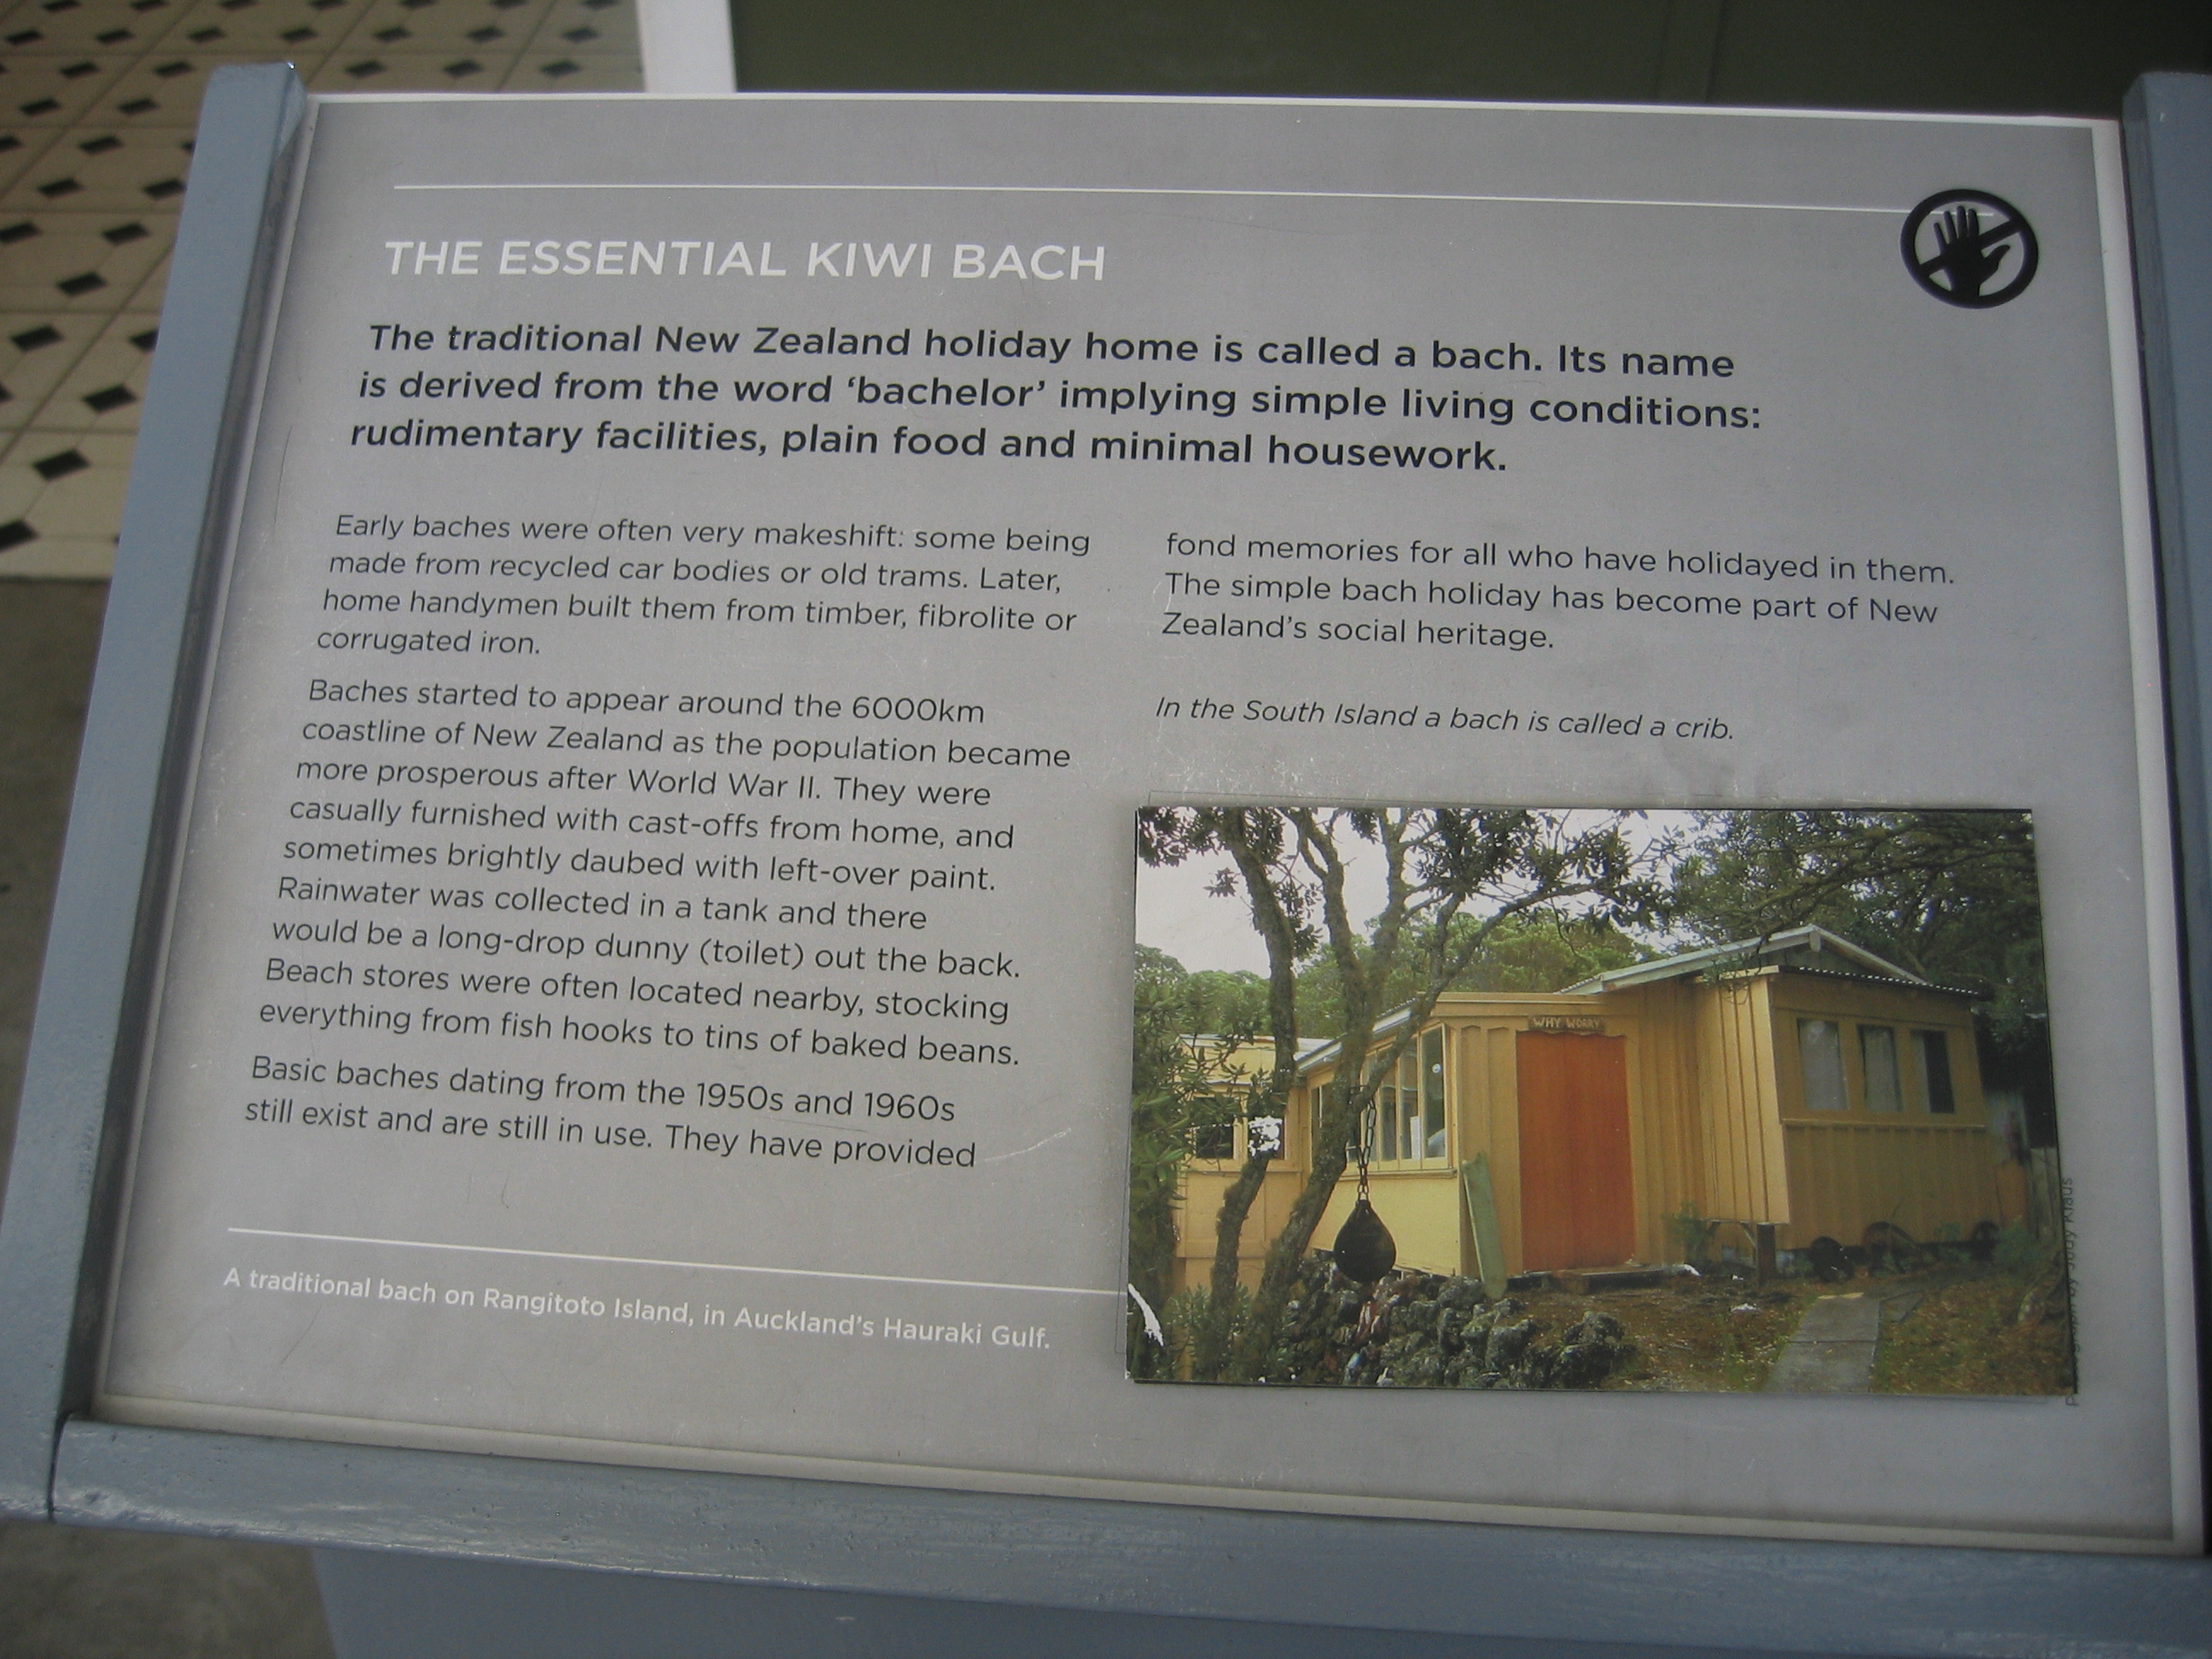 THE ESSENTIAL KIWI BACH
The traditional New Zealand holiday home is called a bach. Its name
is derived from the word ‘bachelor’ implying simple living conditions:
rudimentary facilities, plain food and minimal housework.
Early baches were often very makeshift: some being
made from recycled car bodies or old trams. Later,
home handymen built them from timber, fibrolite or
corrugated iron.
Baches started to appear around the 6000km
coastline of New Zealand as the population became
more prosperous after World War II. They were
casually furnished with cast-offs from home, and
sometimes brightly daubed with left-over paint.
Rainwater was collected in a tank and there
would be a long-drop dunny (toilet) out the back.
Beach stores were often located nearby, stocking
everything from fish hooks to tins of baked beans.
Basic baches dating from the 1950s and 1960s
still exist and are still in use. They have provided
fond memories for all who have holidayed in them.
The simple bach holiday has become part of New
Zealand’s social heritage.
In the South Island a bach is called a crib.
WHY WORRY
A traditional bach on Rangitoto Island, in Auckland’s Hauraki Gulf.
by Judy Klaus